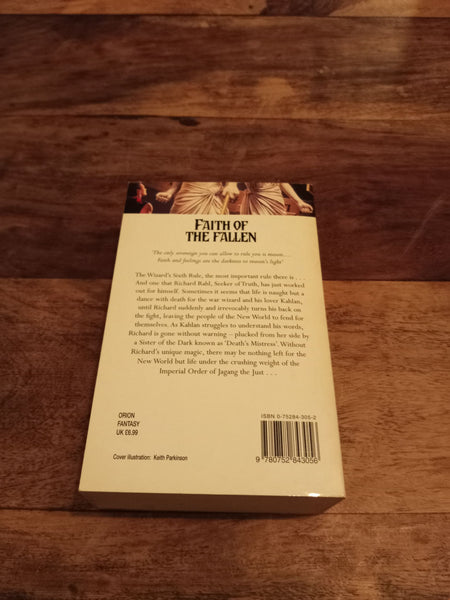 FAITH OF
THE FALLEN
'The only sovereign you can allow to rule you is reason . . .
Faith and feelings are the darkness to reason's light'
The Wizard's Sixth Rule, the most important rule there is . . .
And one that Richard Rahl, Seeker of Truth, has just worked
out for himself. Sometimes it seems that life is naught but a
dance with death for the war wizard and his lover Kahlan,
until Richard suddenly and irrevocably turns his back on
the fight, leaving the people of the New World to fend for
themselves. As Kahlan struggles to understand his words,
Richard is gone without warning – plucked from her side by
a Sister of the Dark known as 'Death's Mistress'. Without
Richard's unique magic, there may be nothing left for the
New World but life under the crushing weight of the
Imperial Order of Jagang the Just . . .
ORION
FANTASY
UK £6.99
ISBN 0-75284-305-2
9 780752 843056
Cover illustration: Keith Parkinson